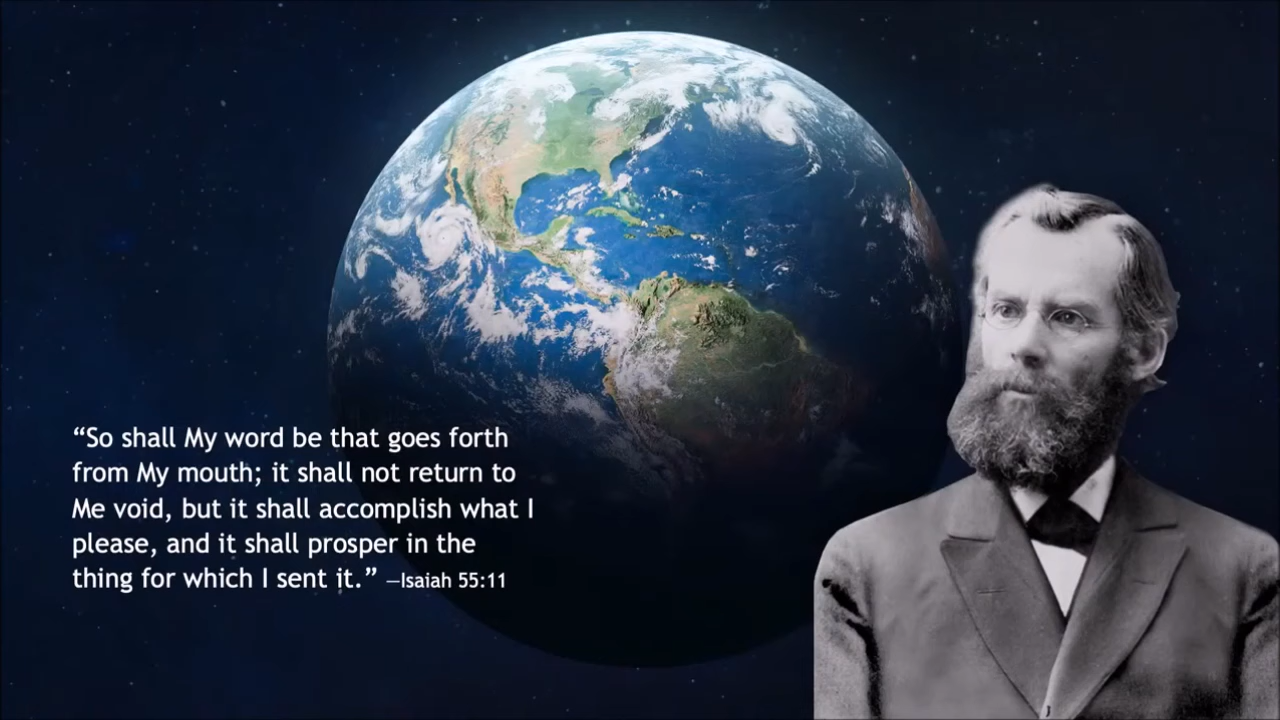 “So shall My word be that goes forth
from My mouth; it shall not return to
Me void, but it shall accomplish what I
please, and it shall prosper in the
thing for which I sent it.” —Isaiah 55:11